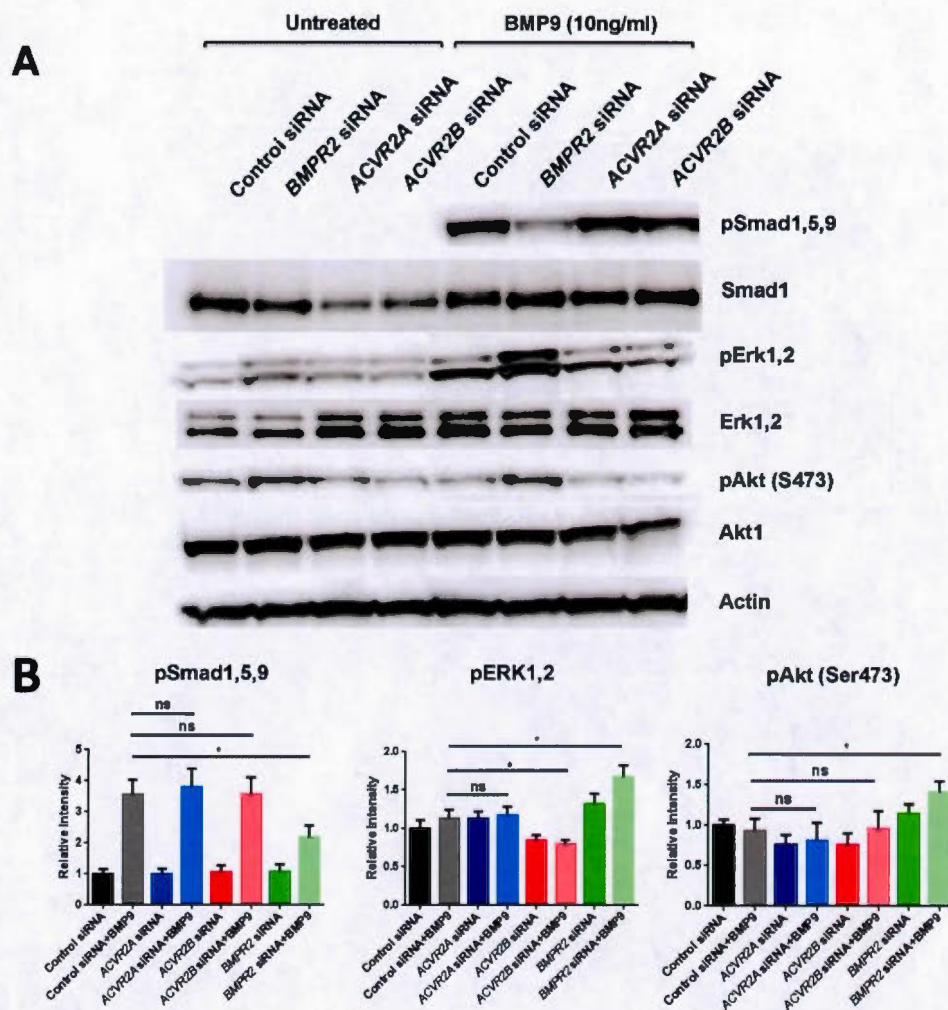 Untreated
BMP9 (10ng/ml)
A
Control siRNA
BMPR2 siRNA
ACVR2A siRNA
ACVR2B siRNA
Control siRNA
BMPR2 siRNA
ACVR2A siRNA
ACVR2B siRNA
pSmad1,5,9
Smad1
pErk1,2
Erk1,2
pAkt (S473)
Akt1
Actin
B
pSmad1,5,9
ns
ns
*
Relative Intensity
5
4
3
2
1
0
Control siRNA
Control siRNA+BMP9
ACVR2A siRNA
ACVR2A siRNA+BMP9
ACVR2B siRNA
ACVR2B siRNA+BMP9
BMPR2 siRNA
BMPR2 siRNA+BMP9
pERK1,2
*
*
ns
Relative Intensity
2.0
1.5
1.0
0.5
0.0
Control siRNA
Control siRNA+BMP9
ACVR2A siRNA
ACVR2A siRNA+BMP9
ACVR2B siRNA
ACVR2B siRNA+BMP9
BMPR2 siRNA
BMPR2 siRNA+BMP9
pAkt (Ser473)
*
ns
ns
Relative Intensity
2.0
1.5
1.0
0.5
0.0
Control siRNA
Control siRNA+BMP9
ACVR2A siRNA
ACVR2A siRNA+BMP9
ACVR2B siRNA
ACVR2B siRNA+BMP9
BMPR2 siRNA
BMPR2 siRNA+BMP9